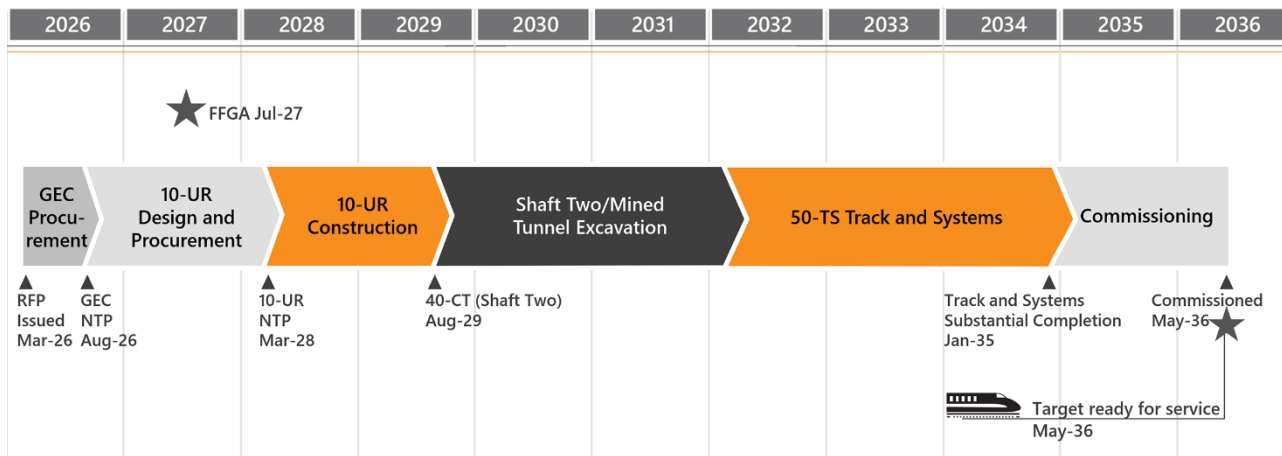 2026 2027 2028 2029 2030 2031 2032 2033 2034 2035 2036
FFGA Jul-27
GEC
Procu-
rement
10-UR
Design and
Procurement
10-UR
Construction
Shaft Two/Mined
Tunnel Excavation
50-TS Track and Systems
Commissioning
RFP
Issued
Mar-26
GEC
NTP
Aug-26
10-UR
NTP
Mar-28
40-CT (Shaft Two)
Aug-29
Track and Systems
Substantial Completion
Jan-35
Commissioned
May-36
Target ready for service
May-36